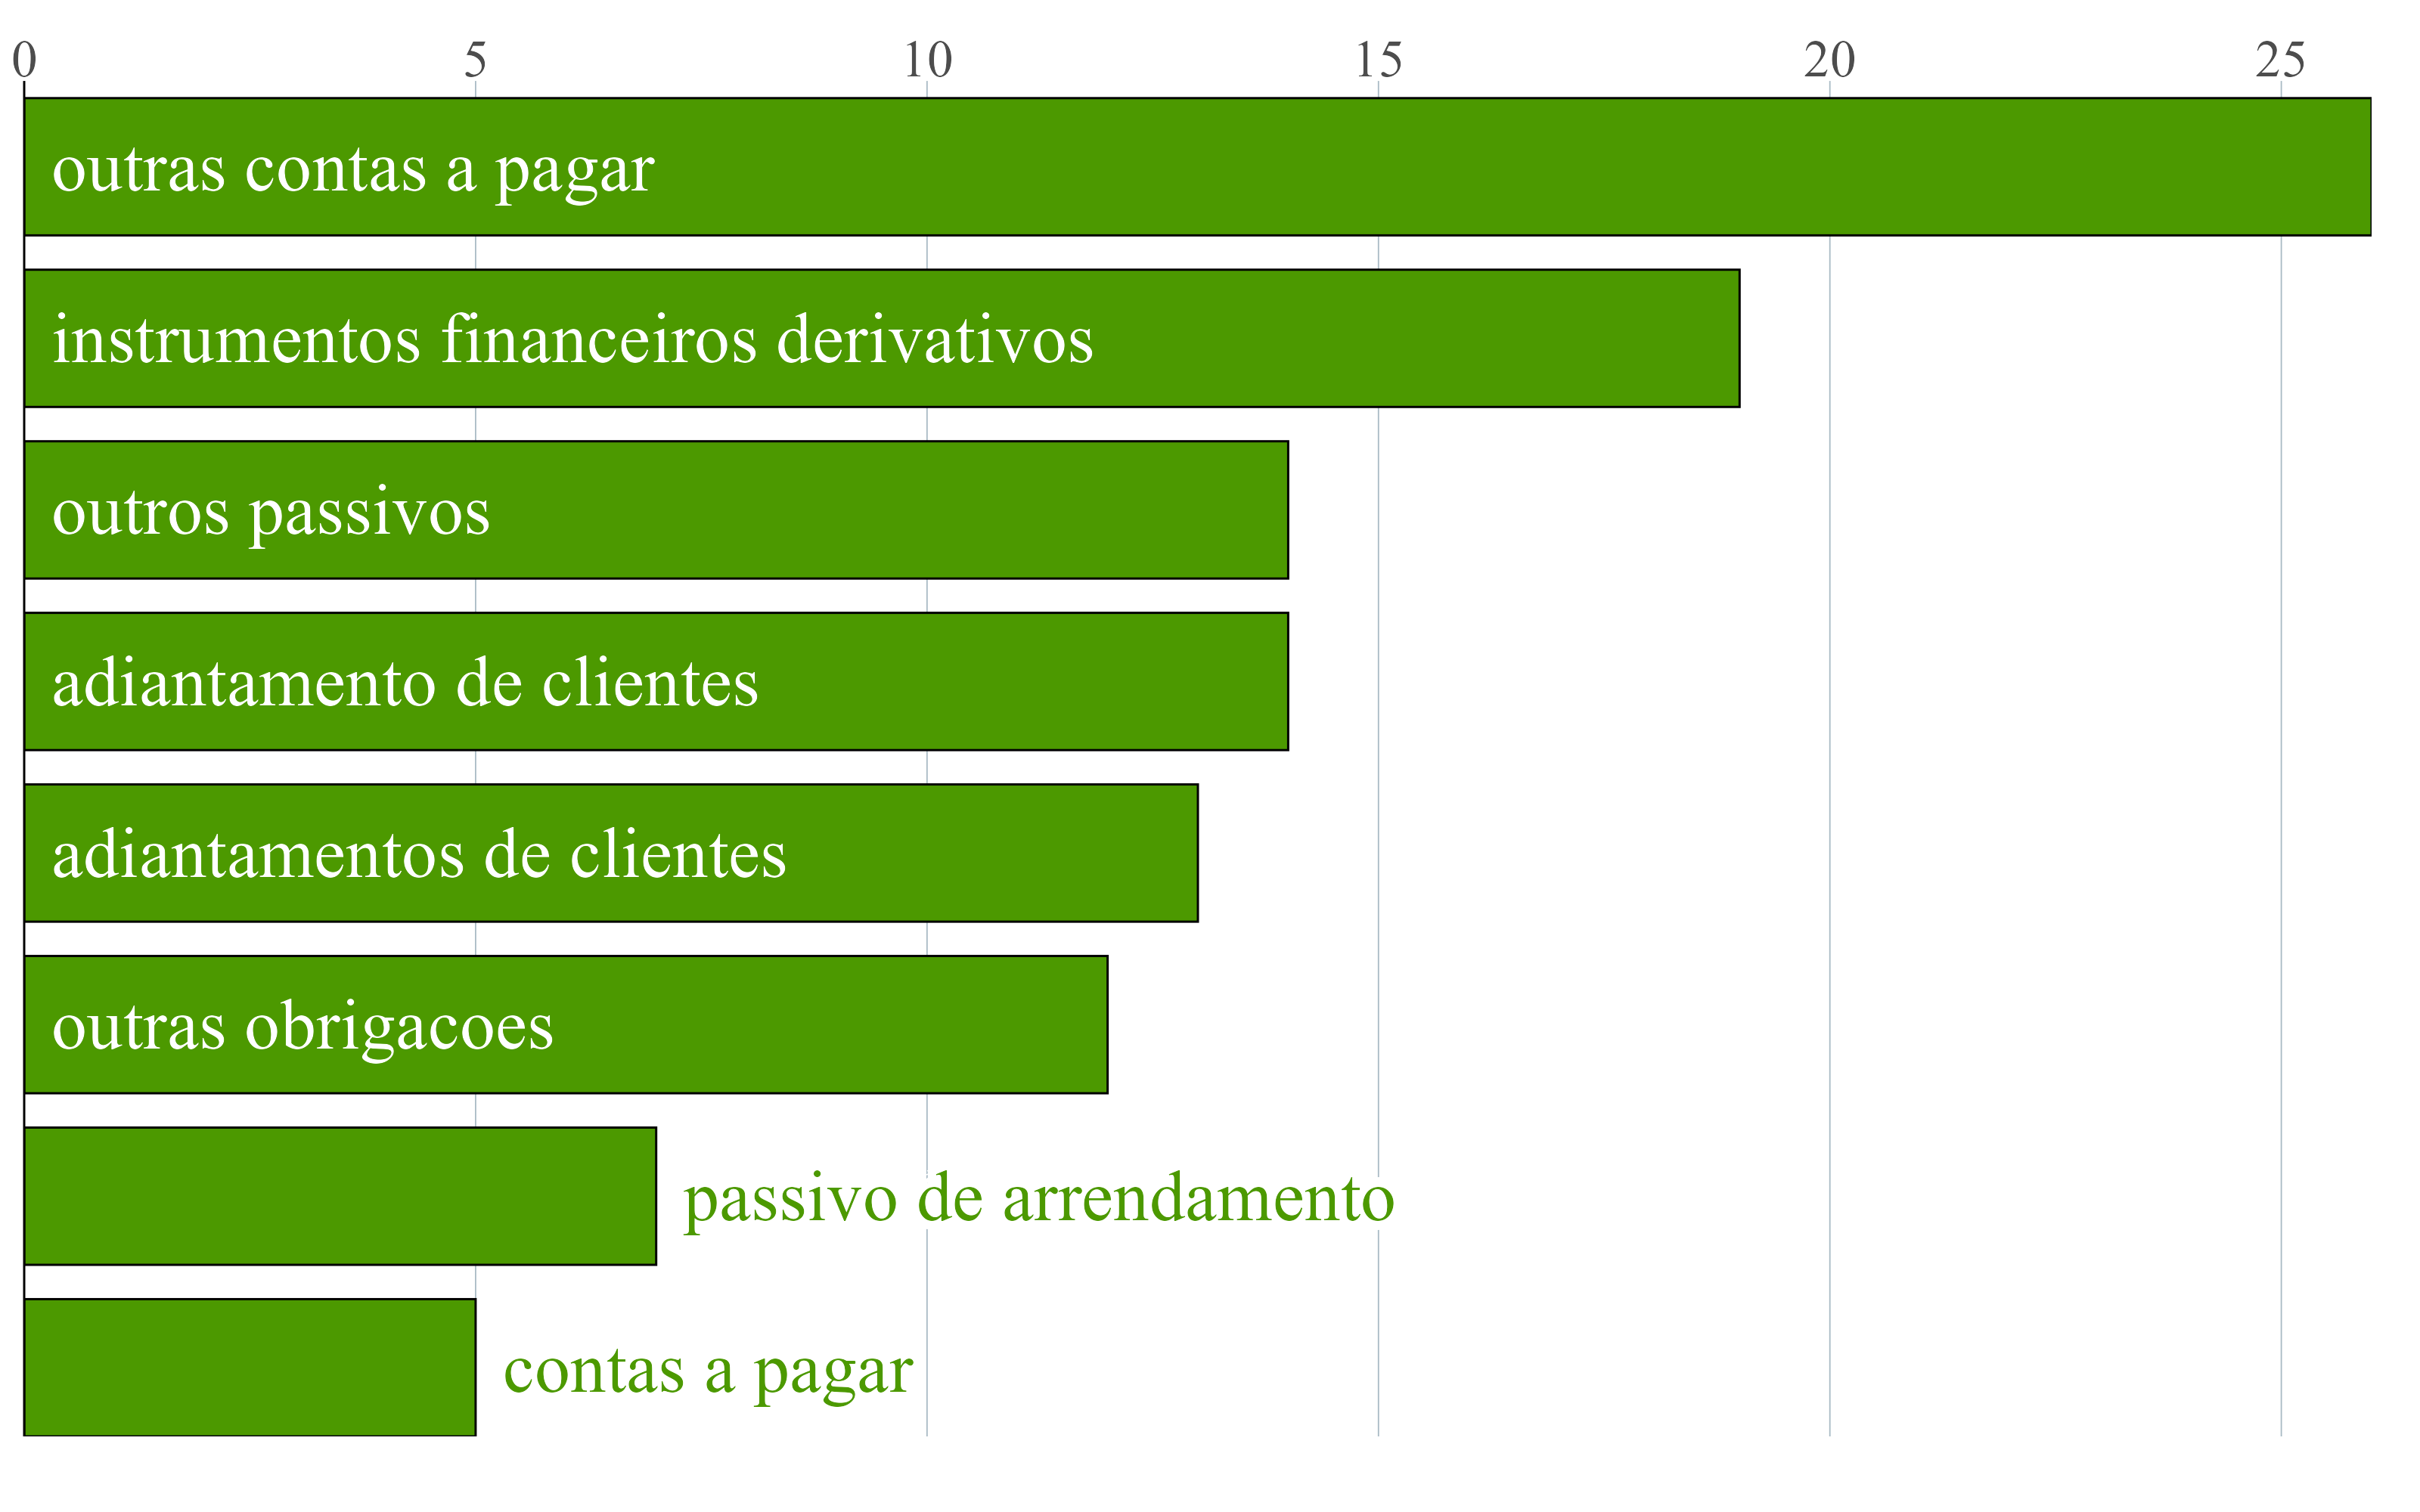 0 5 10 15 20 25
outras contas a pagar
instrumentos financeiros derivativos
outros passivos
adiantamento de clientes
adiantamentos de clientes
outras obrigacoes
passivo de arrendamento
contas a pagar